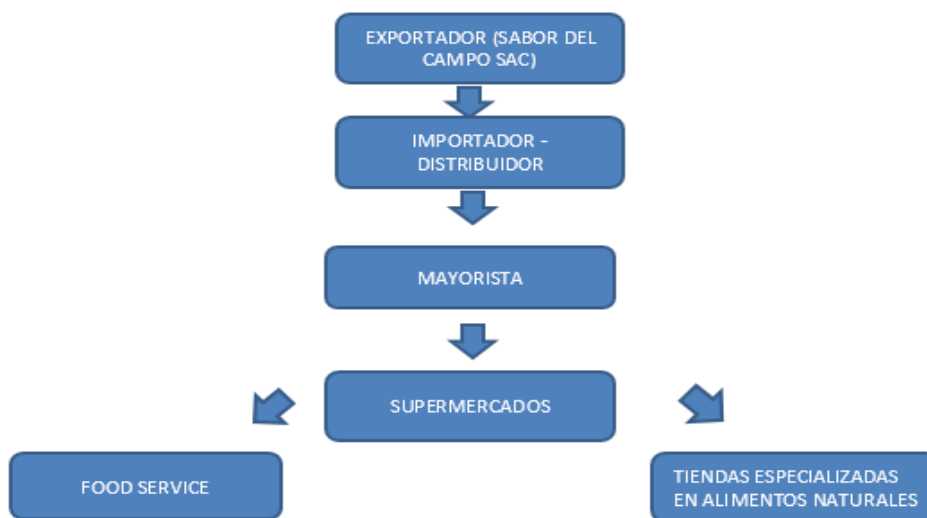 EXPORTADOR (SABOR DEL
CAMPO SAC)
IMPORTADOR -
DISTRIBUIDOR
MAYORISTA
SUPERMERCADOS
FOOD SERVICE
TIENDAS ESPECIALIZADAS
EN ALIMENTOS NATURALES